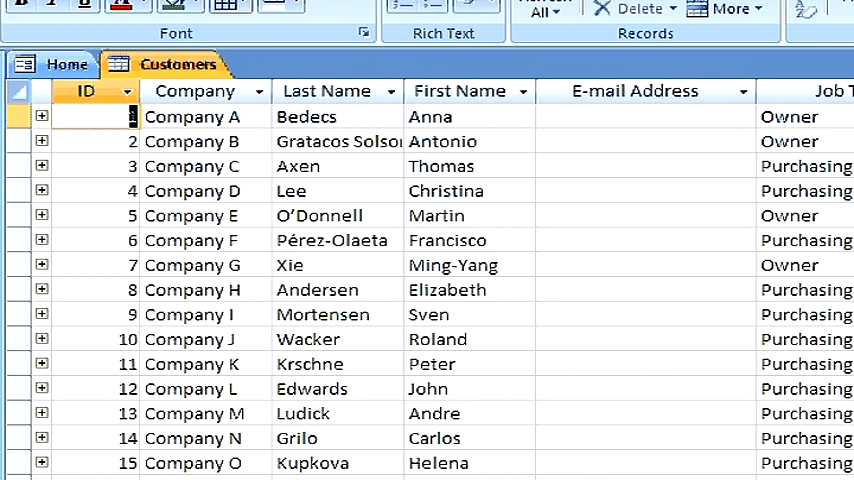 All Delete More
Font Rich Text Records
Home Customers
ID Company Last Name First Name E-mail Address Job
1 Company A Bedecs Anna Owner
2 Company B Gratacos Solso Antonio Owner
3 Company C Axen Thomas Purchasing
4 Company D Lee Christina Purchasing
5 Company E O’Donnell Martin Owner
6 Company F Pérez-Olaeta Francisco Purchasing
7 Company G Xie Ming-Yang Owner
8 Company H Andersen Elizabeth Purchasing
9 Company I Mortensen Sven Purchasing
10 Company J Wacker Roland Purchasing
11 Company K Krschne Peter Purchasing
12 Company L Edwards John Purchasing
13 Company M Ludick Andre Purchasing
14 Company N Grilo Carlos Purchasing
15 Company O Kupkova Helena Purchasing